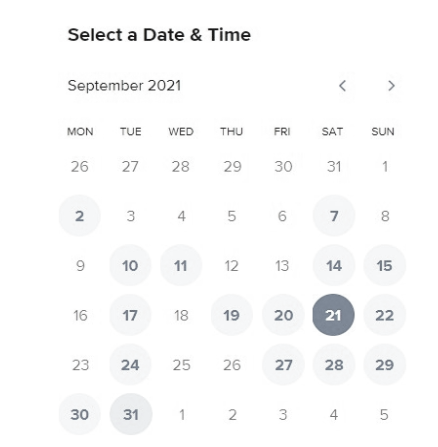 Select a Date & Time
September 2021
MON TUE WED THU FRI SAT SUN
26 27 28 29 30 31 1
2 3 4 5 6 7 8
9 10 11 12 13 14 15
16 17 18 19 20 21 22
23 24 25 26 27 28 29
30 31 1 2 3 4 5